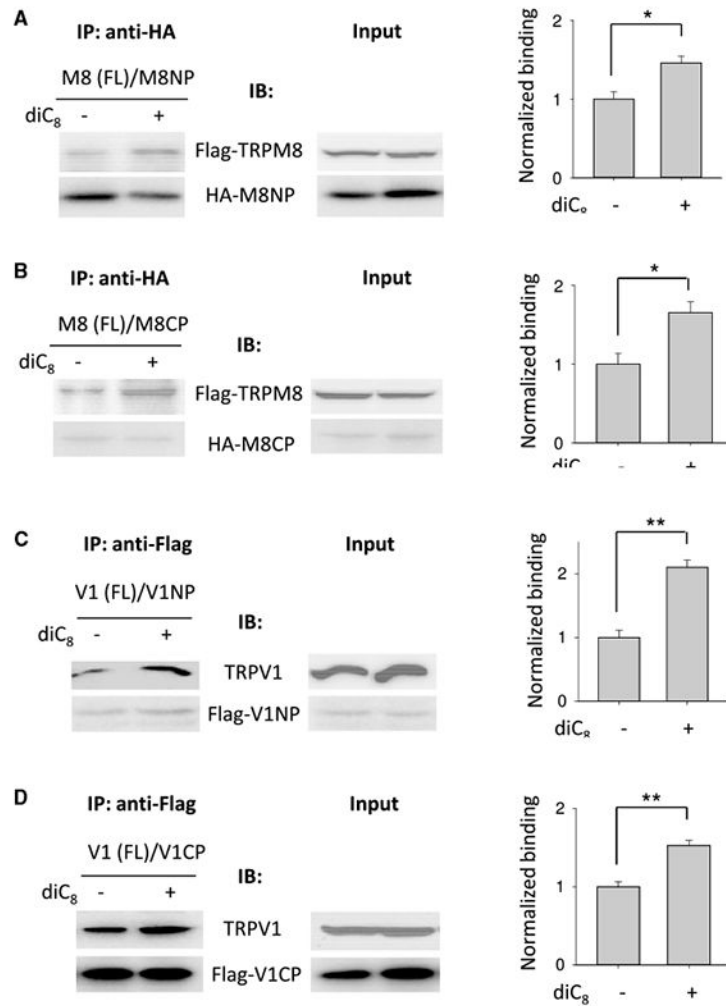 A
IP: anti-HA
Input
M8 (FL)/M8NP
IB:
diC8 - +
Flag-TRPM8
HA-M8NP
Normalized binding
2
1
0
*
diC8 - +
B
IP: anti-HA
Input
M8 (FL)/M8CP
IB:
diC8 - +
Flag-TRPM8
HA-M8CP
Normalized binding
2
1
0
*
diC - +
C
IP: anti-Flag
Input
V1 (FL)/V1NP
IB:
diC8 - +
TRPV1
Flag-V1NP
Normalized binding
2
1
0
**
diC8 - +
D
IP: anti-Flag
Input
V1 (FL)/V1CP
IB:
diC8 - +
TRPV1
Flag-V1CP
Normalized binding
2
1
0
**
diC8 - +